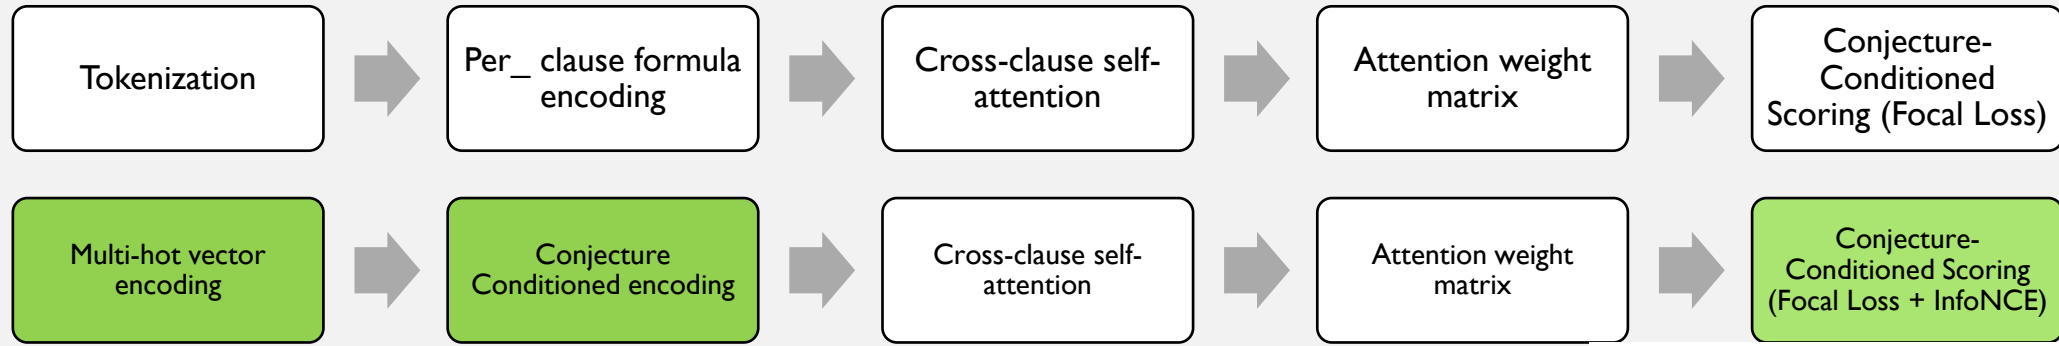 Tokenization
Per_ clause formula
encoding
Cross-clause self-
attention
Attention weight
matrix
Conjecture-
Conditioned
Scoring (Focal Loss)
Multi-hot vector
encoding
Conjecture
Conditioned encoding
Cross-clause self-
attention
Attention weight
matrix
Conjecture-
Conditioned Scoring
(Focal Loss + InfoNCE)